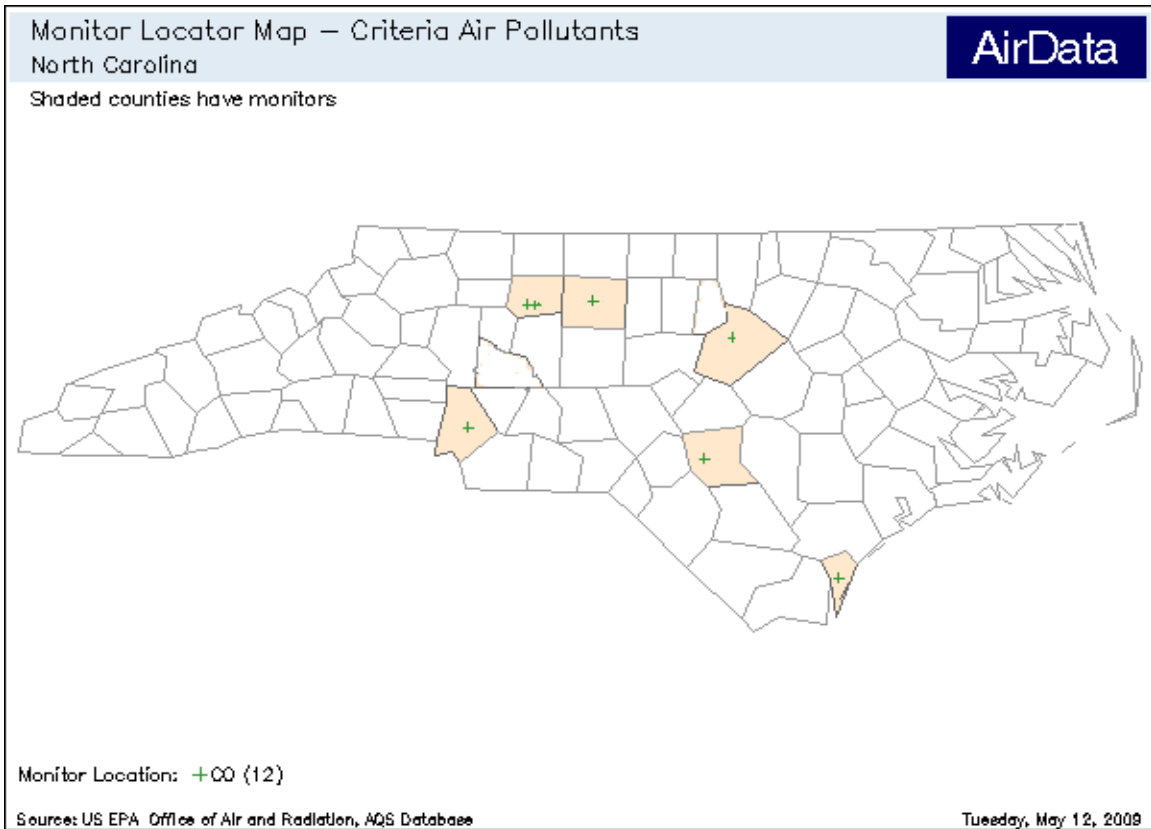 Monitor Locator Map – Criteria Air Pollutants
North Carolina
AirData
Shaded counties have monitors
Monitor Location: +CO (12)
Source: US EPA Office of Air and Radiation, AQS Database
Tuesday, May 12, 2009